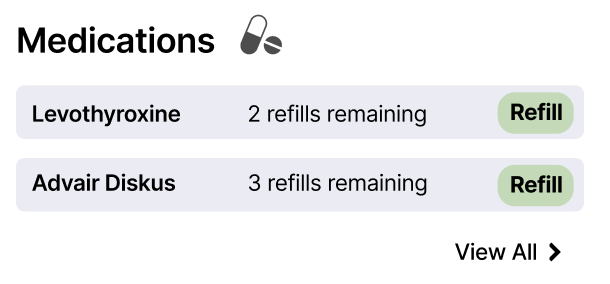 Medications
Levothyroxine 2 refills remaining Refill
Advair Diskus 3 refills remaining Refill
View All